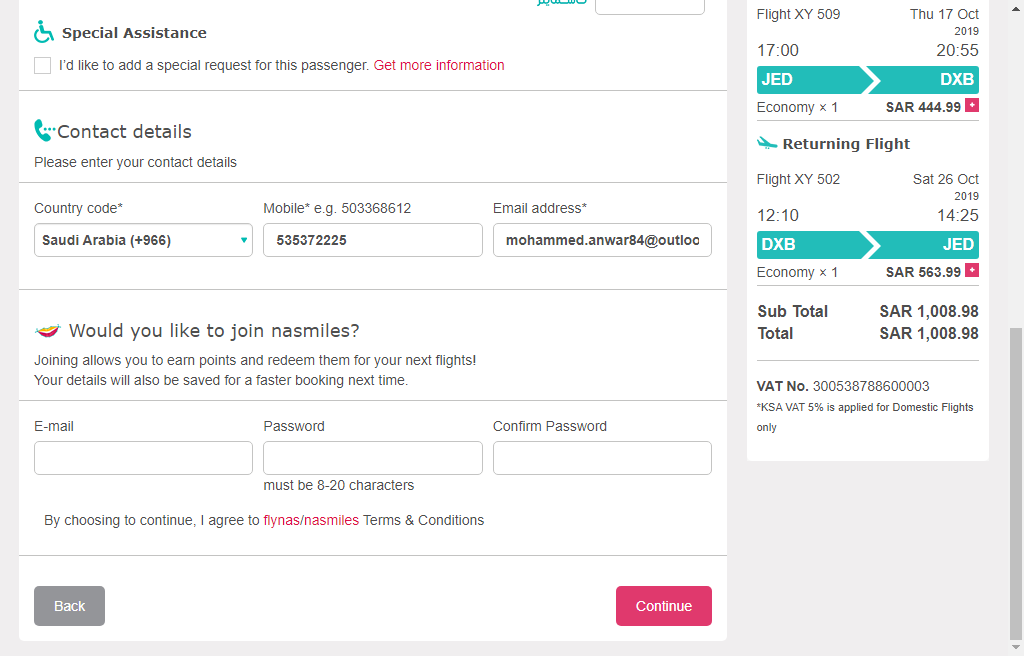 Special Assistance
I'd like to add a special request for this passenger. Get more information
Contact details
Please enter your contact details
Country code*
Mobile* e.g. 503368612
Email address*
Saudi Arabia (+966)
535372225
mohammed.anwar84@outloo
Would you like to join nasmiles?
Joining allows you to earn points and redeem them for your next flights!
Your details will also be saved for a faster booking next time.
E-mail
Password
Confirm Password
must be 8-20 characters
By choosing to continue, I agree to flynas/nasmiles Terms & Conditions
Back
Continue
Flight XY 509
Thu 17 Oct
2019
17:00
20:55
JED
DXB
Economy × 1
SAR 444.99
Returning Flight
Flight XY 502
Sat 26 Oct
2019
12:10
14:25
DXB
JED
Economy × 1
SAR 563.99
Sub Total
SAR 1,008.98
Total
SAR 1,008.98
VAT No. 300538788600003
*KSA VAT 5% is applied for Domestic Flights
only